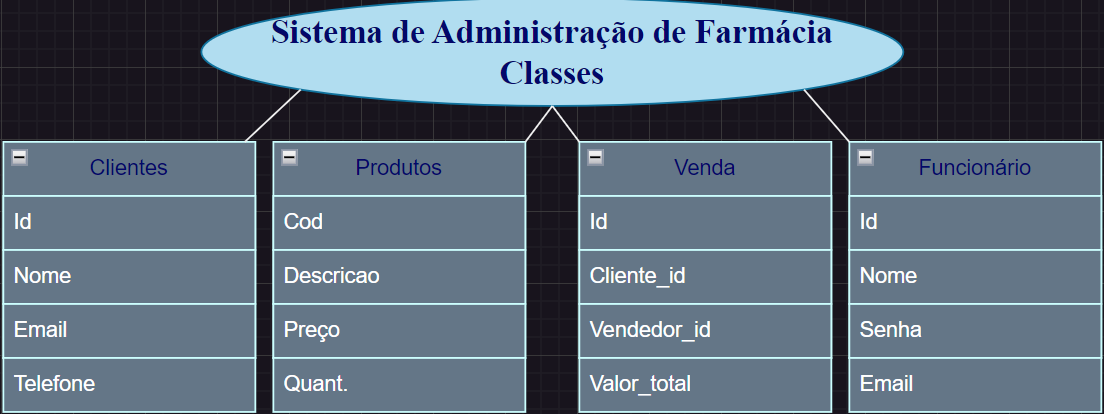 Sistema de Administração de Farmácia
Classes
Clientes
Id
Nome
Email
Telefone
Produtos
Cod
Descricao
Preço
Quant.
Venda
Id
Cliente_id
Vendedor_id
Valor_total
Funcionário
Id
Nome
Senha
Email